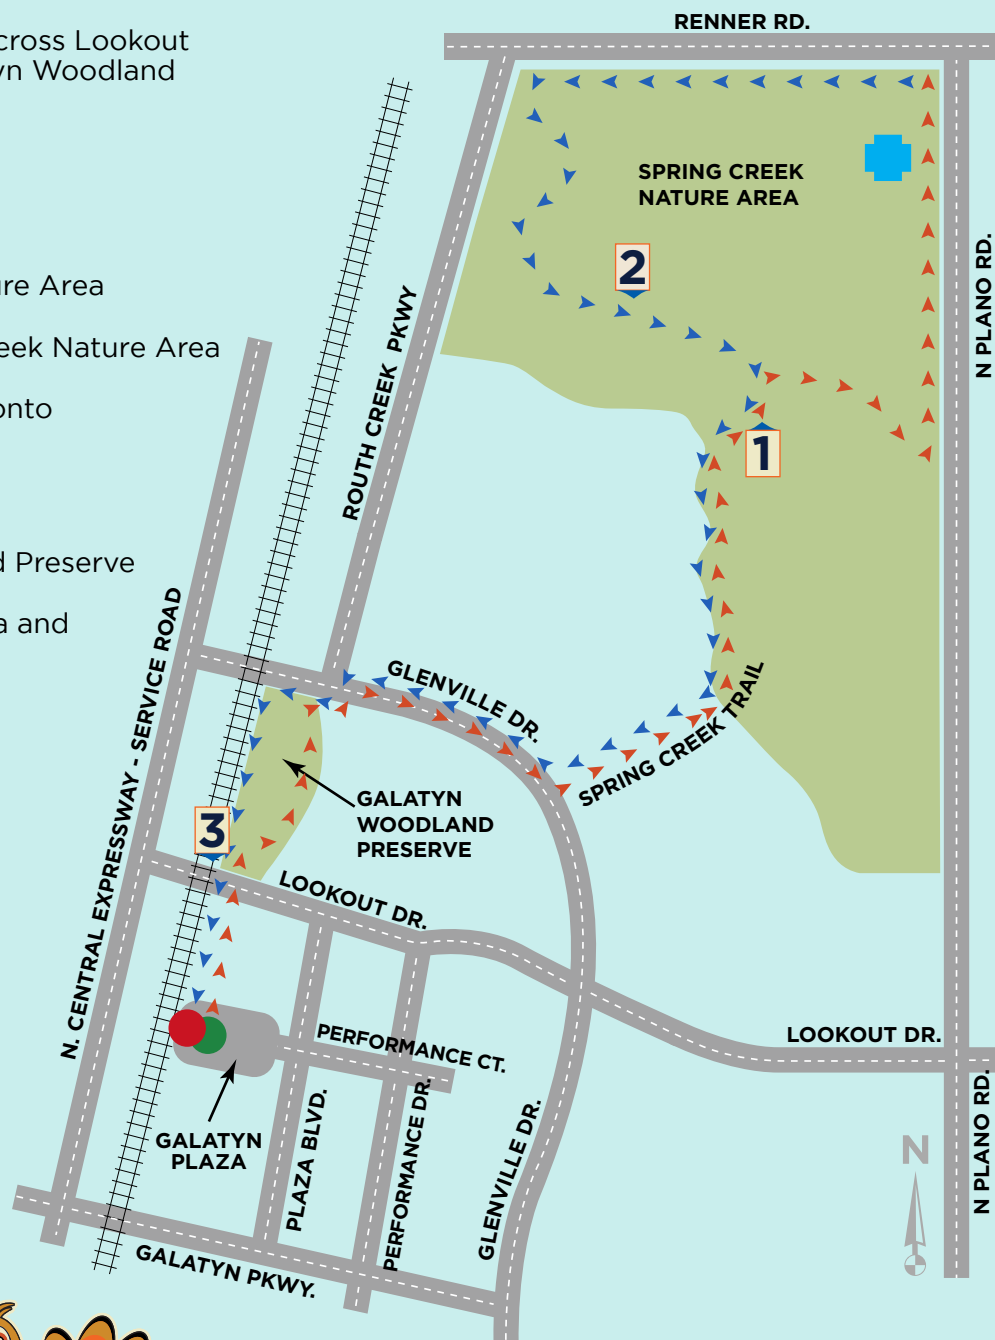 cross Lookout
yn Woodland
ure Area
eek Nature Area
onto
d Preserve
a and
RENNER RD.
SPRING CREEK
NATURE AREA
N PLANO RD.
2
1
ROUTH CREEK PKWY
N. CENTRAL EXPRESSWAY - SERVICE ROAD
GLENVILLE DR.
SPRING CREEK TRAIL
GALATYN
WOODLAND
PRESERVE
3
LOOKOUT DR.
LOOKOUT DR.
PERFORMANCE CT.
GALATYN
PLAZA
PLAZA BLVD.
PERFORMANCE DR.
GLENVILLE DR.
N PLANO RD.
N
GALATYN PKWY.